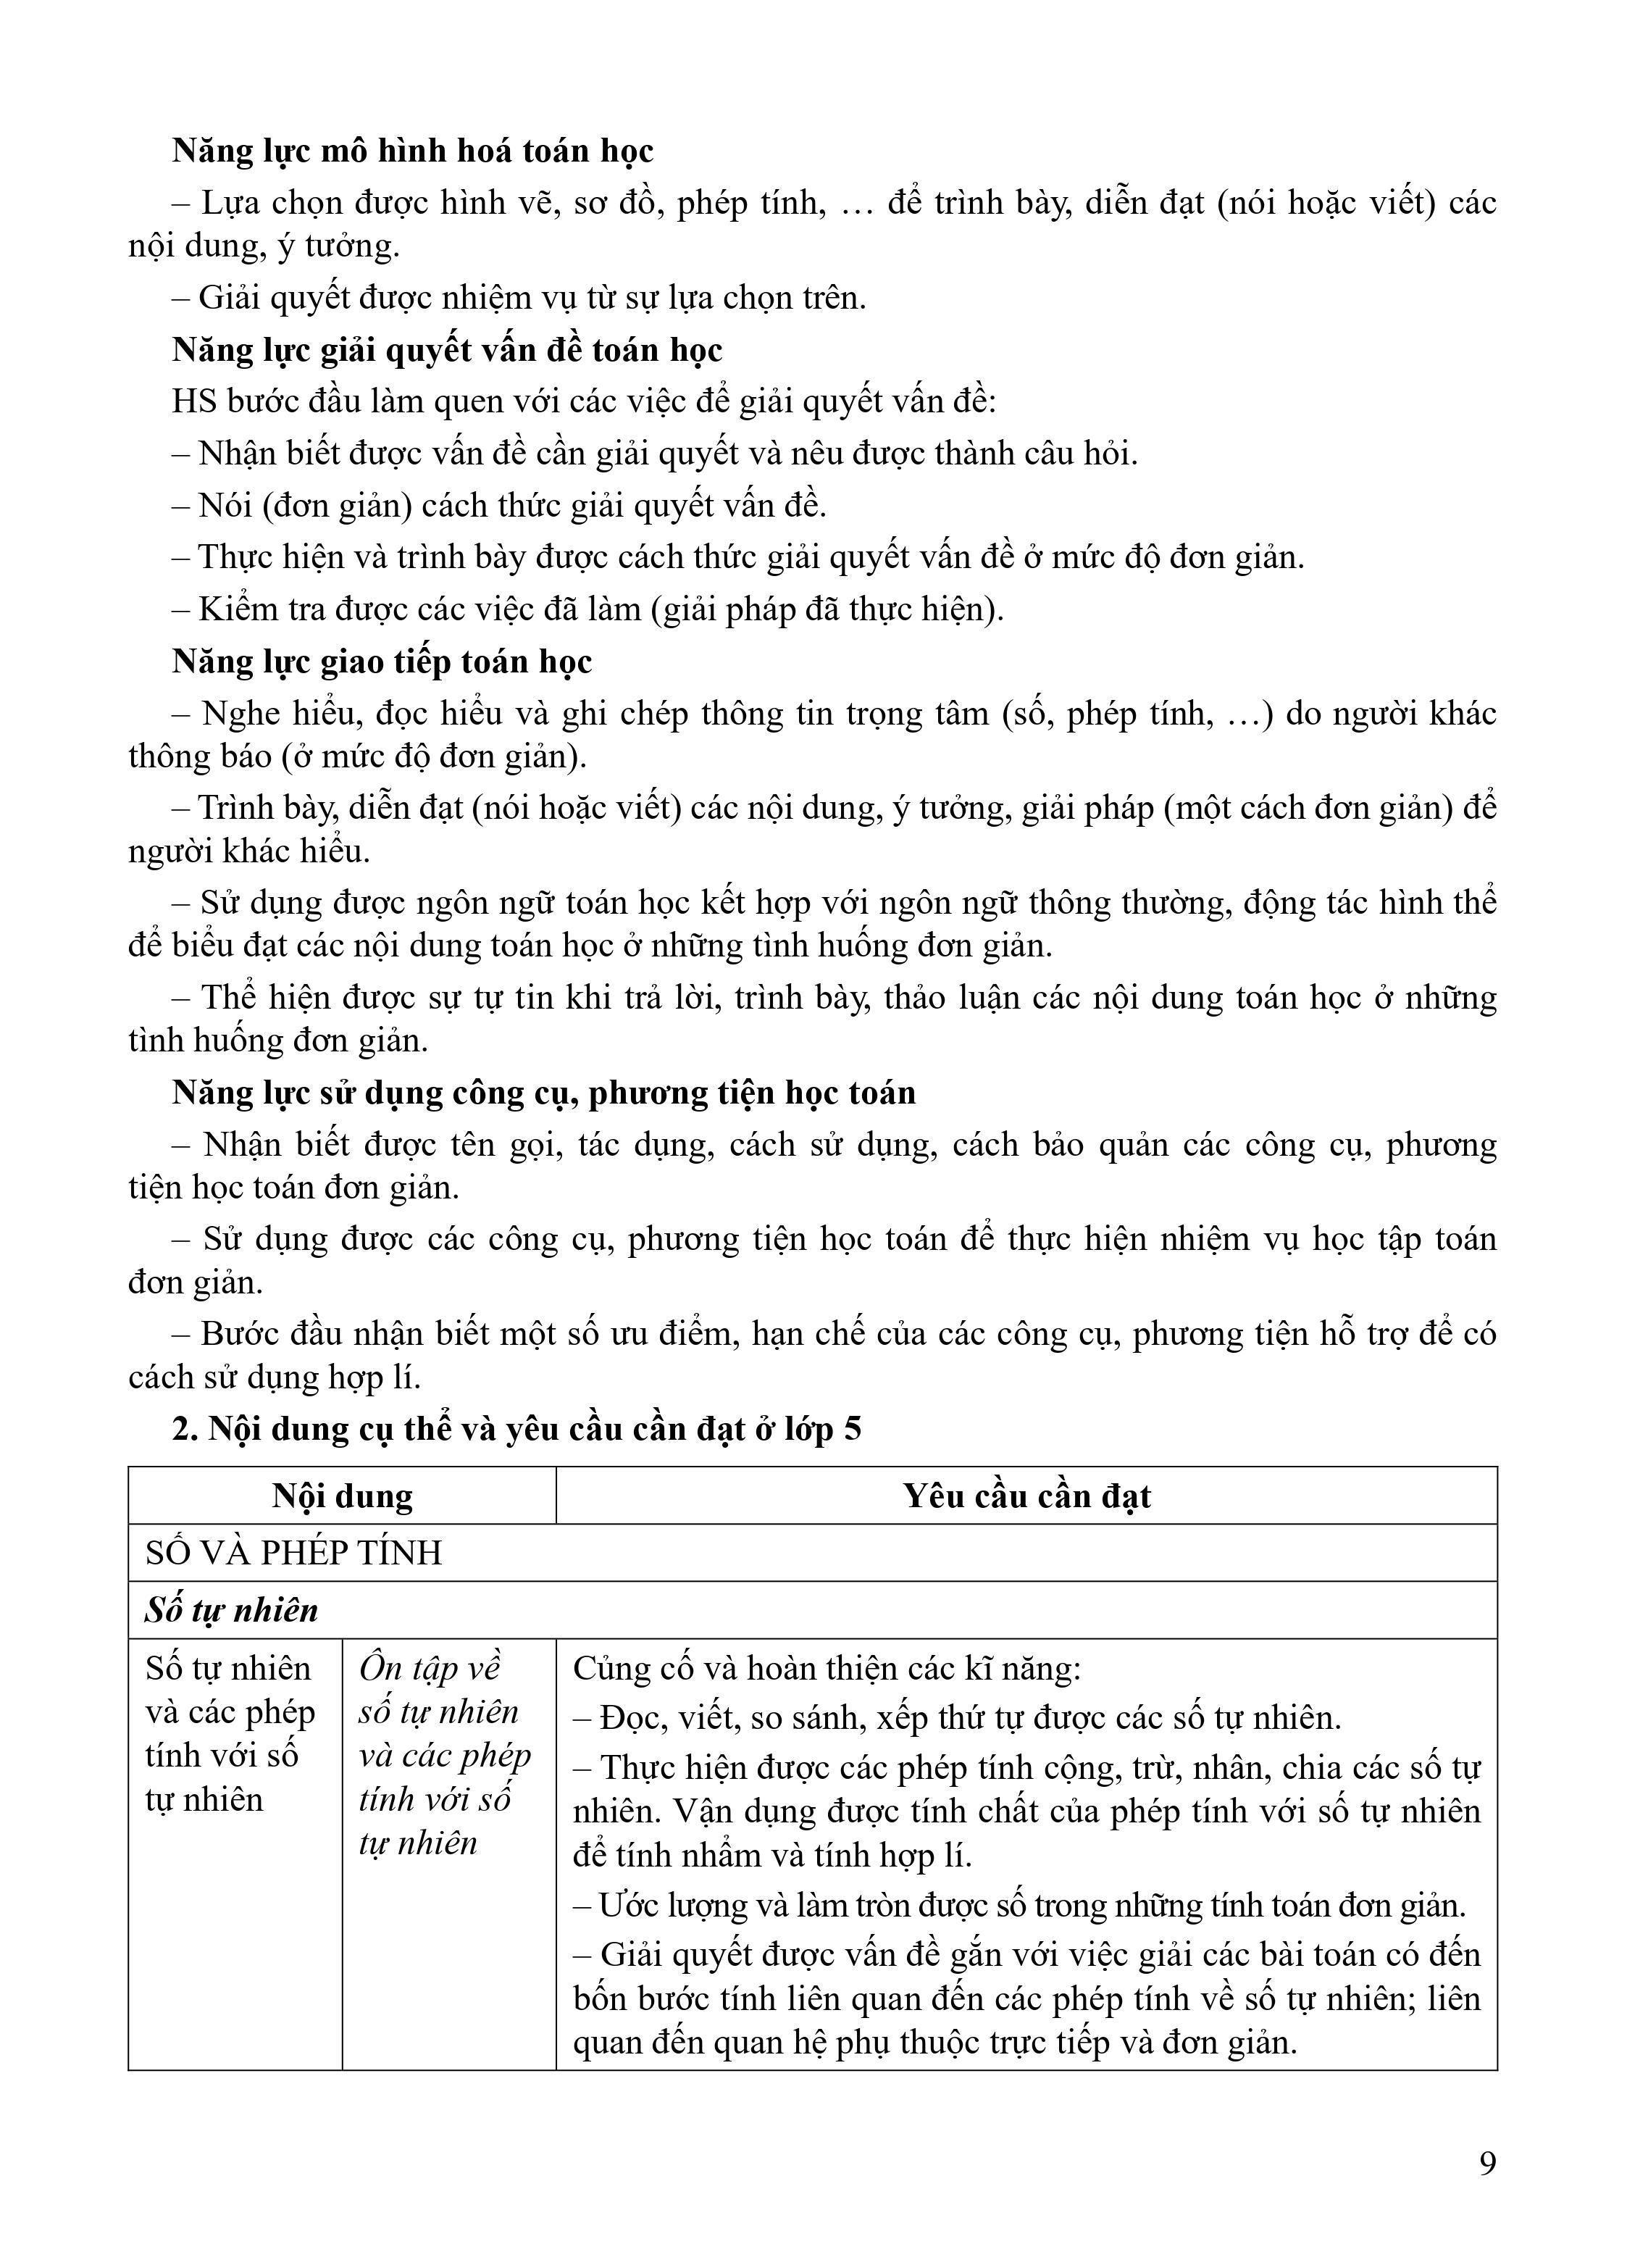 Năng lực mô hình hoá toán học
– Lựa chọn được hình vẽ, sơ đồ, phép tính, … để trình bày, diễn đạt (nói hoặc viết) các
nội dung, ý tưởng.
– Giải quyết được nhiệm vụ từ sự lựa chọn trên.
Năng lực giải quyết vấn đề toán học
HS bước đầu làm quen với các việc để giải quyết vấn đề:
– Nhận biết được vấn đề cần giải quyết và nêu được thành câu hỏi.
– Nói (đơn giản) cách thức giải quyết vấn đề.
– Thực hiện và trình bày được cách thức giải quyết vấn đề ở mức độ đơn giản.
– Kiểm tra được các việc đã làm (giải pháp đã thực hiện).
Năng lực giao tiếp toán học
– Nghe hiểu, đọc hiểu và ghi chép thông tin trọng tâm (số, phép tính, …) do người khác
thông báo (ở mức độ đơn giản).
– Trình bày, diễn đạt (nói hoặc viết) các nội dung, ý tưởng, giải pháp (một cách đơn giản) để
người khác hiểu.
– Sử dụng được ngôn ngữ toán học kết hợp với ngôn ngữ thông thường, động tác hình thể
để biểu đạt các nội dung toán học ở những tình huống đơn giản.
– Thể hiện được sự tự tin khi trả lời, trình bày, thảo luận các nội dung toán học ở những
tình huống đơn giản.
Năng lực sử dụng công cụ, phương tiện học toán
– Nhận biết được tên gọi, tác dụng, cách sử dụng, cách bảo quản các công cụ, phương
tiện học toán đơn giản.
– Sử dụng được các công cụ, phương tiện học toán để thực hiện nhiệm vụ học tập toán
đơn giản.
– Bước đầu nhận biết một số ưu điểm, hạn chế của các công cụ, phương tiện hỗ trợ để có
cách sử dụng hợp lí.
2. Nội dung cụ thể và yêu cầu cần đạt ở lớp 5
Nội dung
Yêu cầu cần đạt
SỐ VÀ PHÉP TÍNH
Số tự nhiên
Số tự nhiên
và các phép
tính với số
tự nhiên
Ôn tập về
số tự nhiên
và các phép
tính với số
tự nhiên
Củng cố và hoàn thiện các kĩ năng:
– Đọc, viết, so sánh, xếp thứ tự được các số tự nhiên.
– Thực hiện được các phép tính cộng, trừ, nhân, chia các số tự
nhiên. Vận dụng được tính chất của phép tính với số tự nhiên
để tính nhẩm và tính hợp lí.
– Ước lượng và làm tròn được số trong những tính toán đơn giản.
– Giải quyết được vấn đề gắn với việc giải các bài toán có đến
bốn bước tính liên quan đến các phép tính về số tự nhiên; liên
quan đến quan hệ phụ thuộc trực tiếp và đơn giản.
9